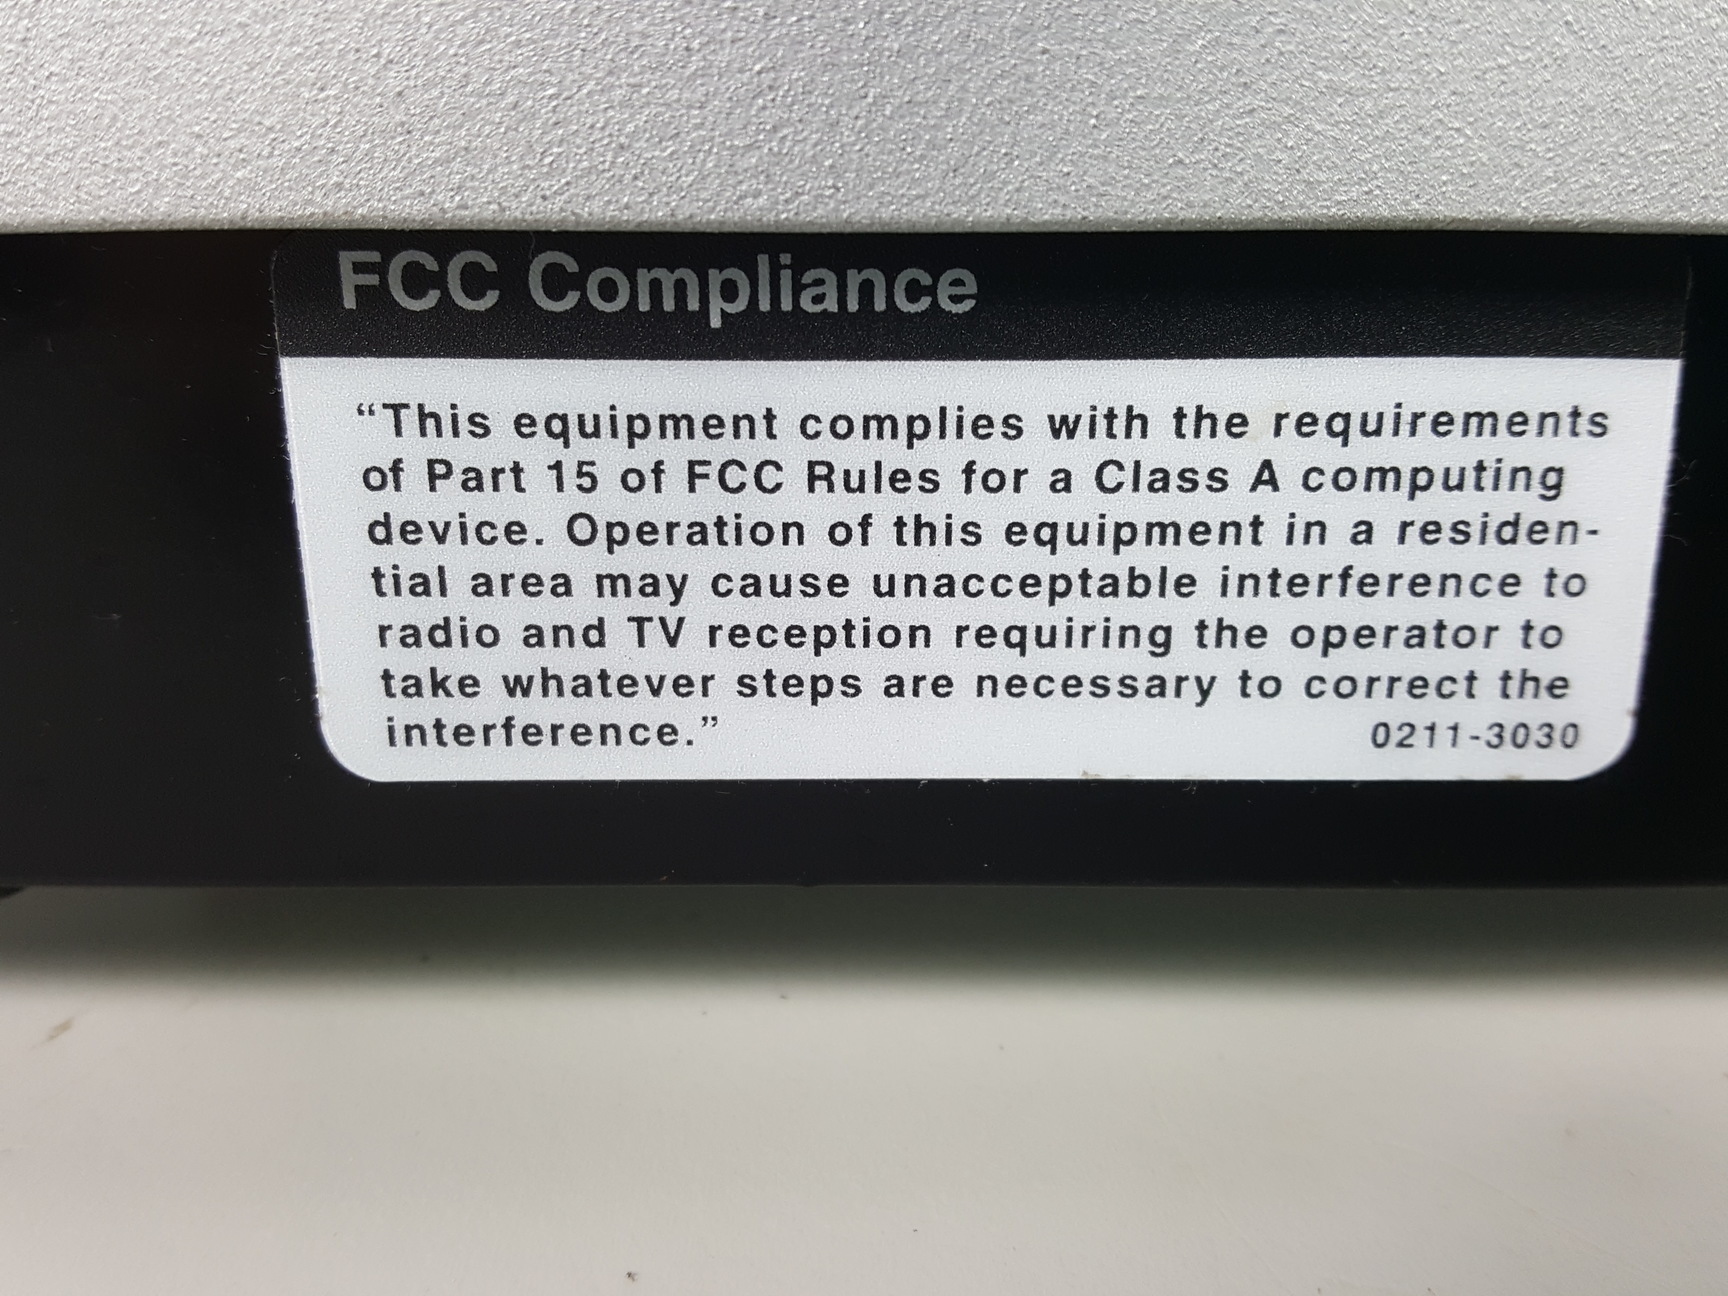 FCC Compliance
“This equipment complies with the requirements
of Part 15 of FCC Rules for a Class A computing
device. Operation of this equipment in a residen-
tial area may cause unacceptable interference to
radio and TV reception requiring the operator to
take whatever steps are necessary to correct the
interference.” 0211-3030